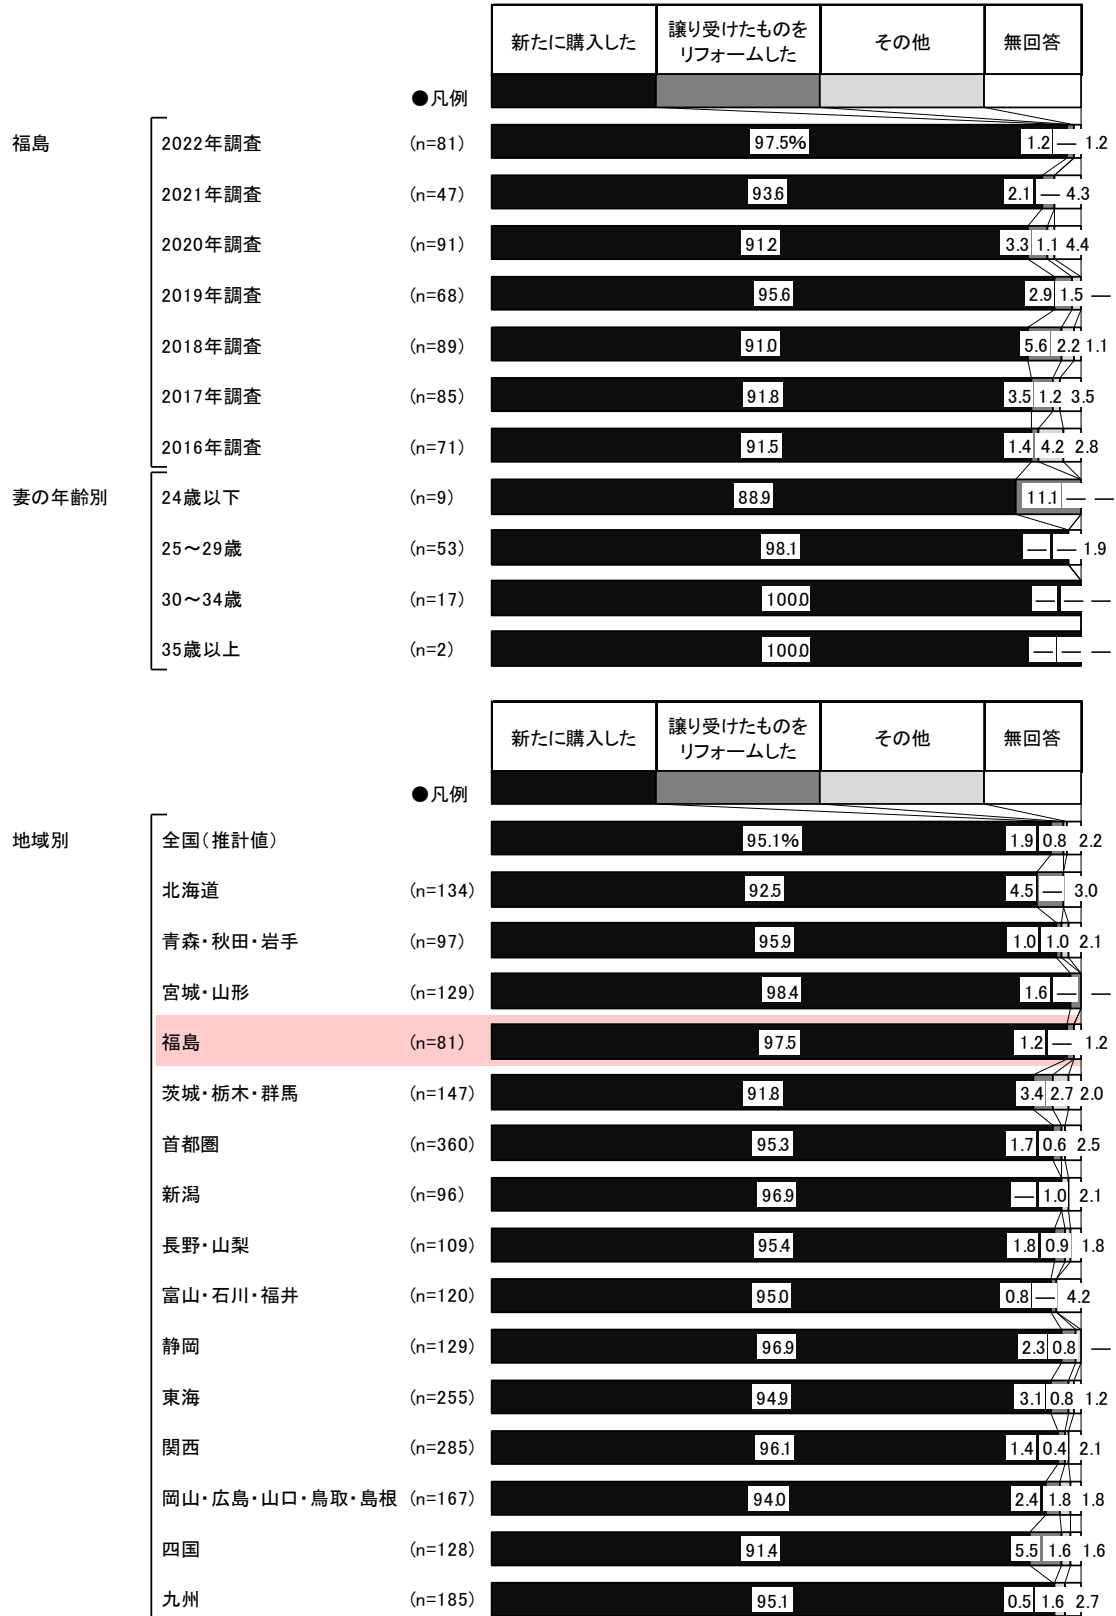 新たに購入した 譲り受けたものを その他 無回答
リフォームした
●凡例
福島 2022年調査 (n=81) 97.5% 1.2 — 1.2
2021年調査 (n=47) 93.6 2.1 — 4.3
2020年調査 (n=91) 91.2 3.3 1.1 4.4
2019年調査 (n=68) 95.6 2.9 1.5 —
2018年調査 (n=89) 91.0 5.6 2.2 1.1
2017年調査 (n=85) 91.8 3.5 1.2 3.5
2016年調査 (n=71) 91.5 1.4 4.2 2.8
妻の年齢別 24歳以下 (n=9) 88.9 11.1 — —
25～29歳 (n=53) 98.1 — — 1.9
30～34歳 (n=17) 100.0 — — —
35歳以上 (n=2) 100.0 — — —
新たに購入した 譲り受けたものを その他 無回答
リフォームした
●凡例
地域別 全国(推計値) 95.1% 1.9 0.8 2.2
北海道 (n=134) 92.5 4.5 — 3.0
青森・秋田・岩手 (n=97) 95.9 1.0 1.0 2.1
宮城・山形 (n=129) 98.4 1.6 — —
福島 (n=81) 97.5 1.2 — 1.2
茨城・栃木・群馬 (n=147) 91.8 3.4 2.7 2.0
首都圏 (n=360) 95.3 1.7 0.6 2.5
新潟 (n=96) 96.9 — 1.0 2.1
長野・山梨 (n=109) 95.4 1.8 0.9 1.8
富山・石川・福井 (n=120) 95.0 0.8 — 4.2
静岡 (n=129) 96.9 2.3 0.8 —
東海 (n=255) 94.9 3.1 0.8 1.2
関西 (n=285) 96.1 1.4 0.4 2.1
岡山・広島・山口・鳥取・島根 (n=167) 94.0 2.4 1.8 1.8
四国 (n=128) 91.4 5.5 1.6 1.6
九州 (n=185) 95.1 0.5 1.6 2.7